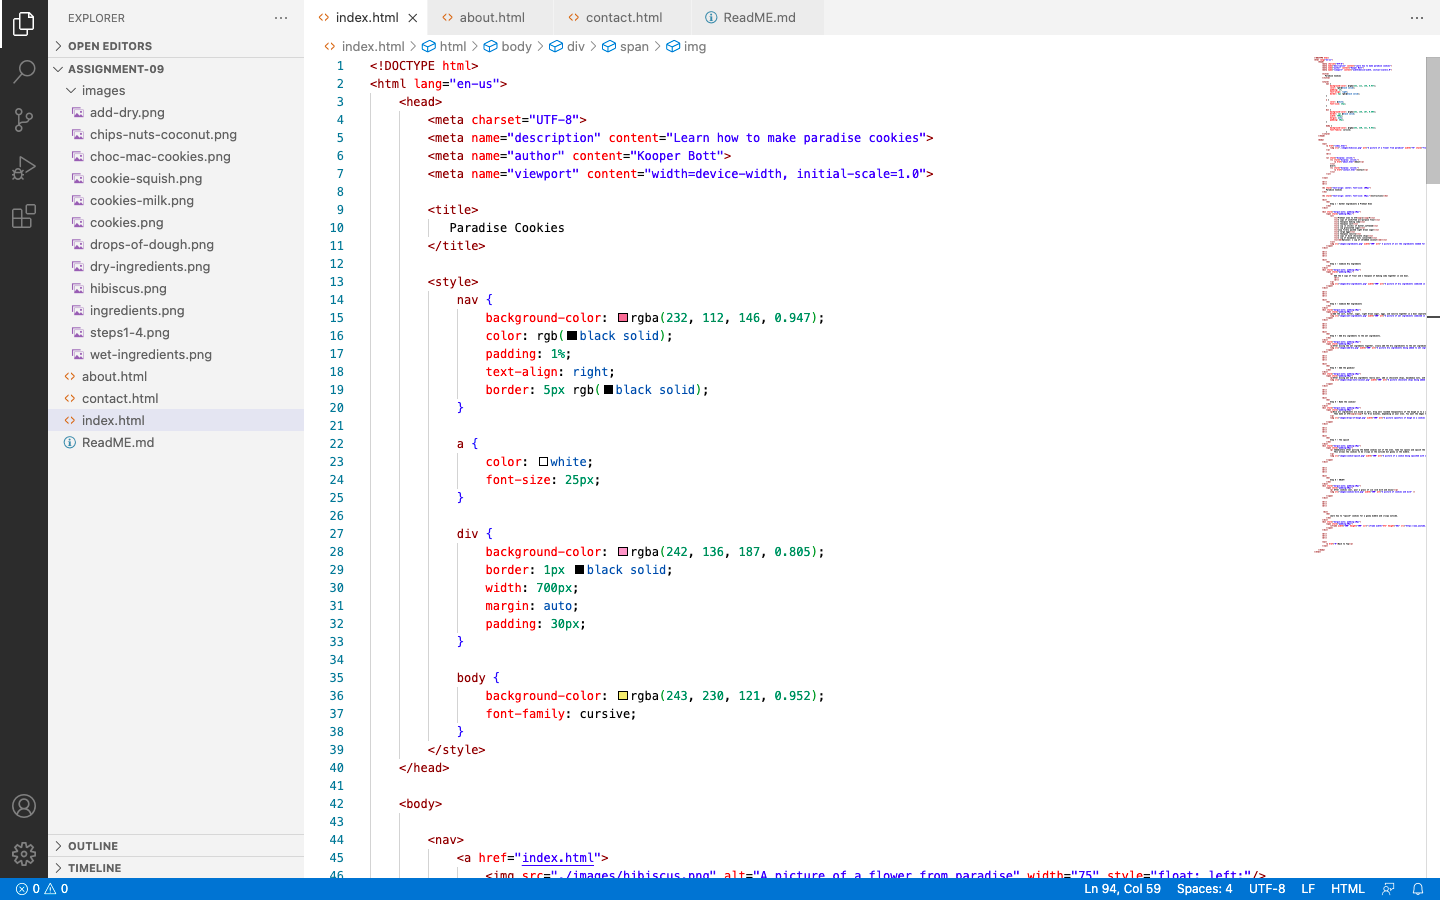 EXPLORER
OPEN EDITORS
ASSIGNMENT-09
images
add-dry.png
chips-nuts-coconut.png
choc-mac-cookies.png
cookie-squish.png
cookies-milk.png
cookies.png
drops-of-dough.png
dry-ingredients.png
hibiscus.png
ingredients.png
steps1-4.png
wet-ingredients.png
about.html
contact.html
index.html
ReadME.md
OUTLINE
TIMELINE
index.html about.html contact.html ReadME.md
index.html html body div span img
1 <!DOCTYPE html>
2 <html lang="en-us">
3 <head>
4 <meta charset="UTF-8">
5 <meta name="description" content="Learn how to make paradise cookies">
6 <meta name="author" content="Kooper Bott">
7 <meta name="viewport" content="width=device-width, initial-scale=1.0">
8
9 <title>
10 Paradise Cookies
11 </title>
12
13 <style>
14 nav {
15 background-color: rgba(232, 112, 146, 0.947);
16 color: rgb(black solid);
17 padding: 1%;
18 text-align: right;
19 border: 5px rgb(black solid);
20 }
21
22 a {
23 color: white;
24 font-size: 25px;
25 }
26
27 div {
28 background-color: rgba(242, 136, 187, 0.805);
29 border: 1px black solid;
30 width: 700px;
31 margin: auto;
32 padding: 30px;
33 }
34
35 body {
36 background-color: rgba(243, 230, 121, 0.952);
37 font-family: cursive;
38 }
39 </style>
40 </head>
41
42 <body>
43
44 <nav>
45 <a href="index.html">
46 <img src="./images/hibiscus.png" alt="A picture of a flower from paradise" width="75" style="float: left;"/>
0 0 Ln 94, Col 59 Spaces: 4 UTF-8 LF HTML